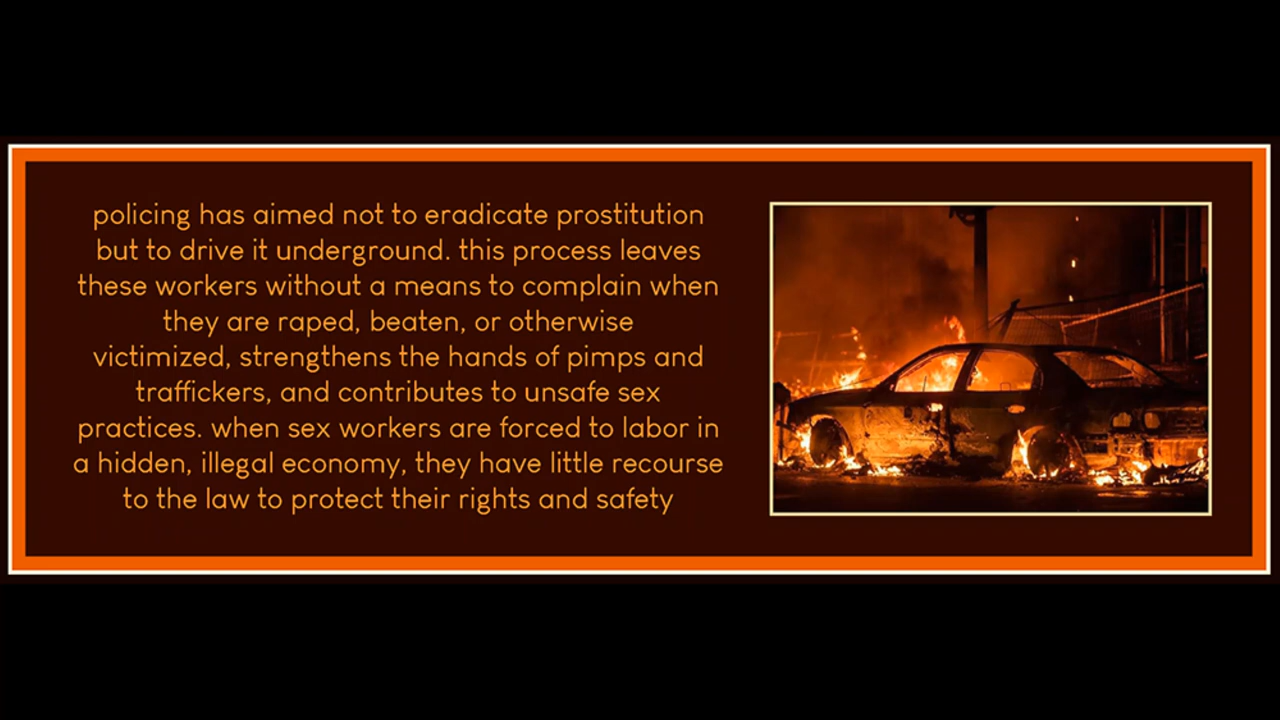 policing has aimed not to eradicate prostitution
but to drive it underground. this process leaves
these workers without a means to complain when
they are raped, beaten, or otherwise
victimized, strengthens the hands of pimps and
traffickers, and contributes to unsafe sex
practices. when sex workers are forced to labor in
a hidden, illegal economy, they have little recourse
to the law to protect their rights and safety